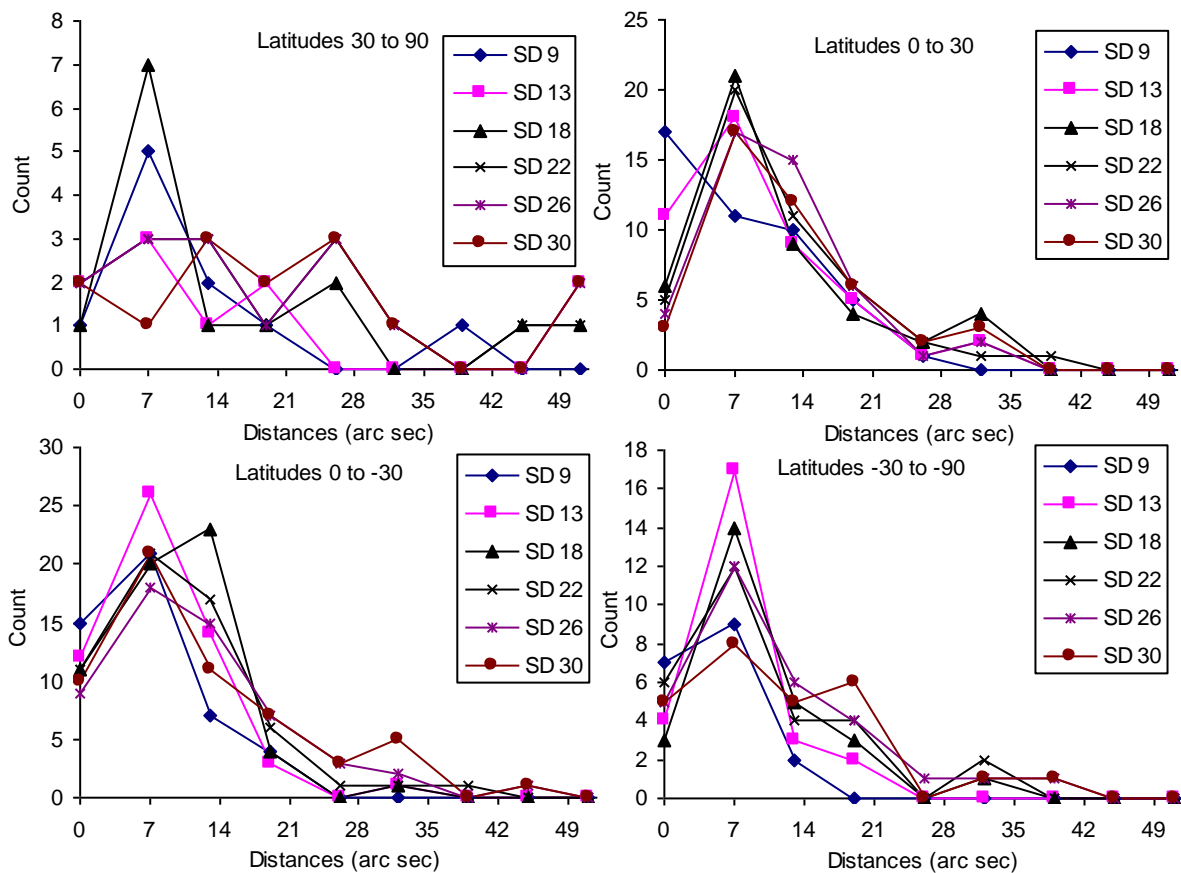 Latitudes 30 to 90
8
7
6
5
4
3
2
1
0
Count
0 7 14 21 28 35 42 49
Distances (arc sec)
SD 9
SD 13
SD 18
SD 22
SD 26
SD 30
Latitudes 0 to 30
25
20
15
10
5
0
Count
0 7 14 21 28 35 42 49
Distances (arc sec)
SD 9
SD 13
SD 18
SD 22
SD 26
SD 30
Latitudes 0 to -30
30
25
20
15
10
5
0
Count
0 7 14 21 28 35 42 49
Distances (arc sec)
SD 9
SD 13
SD 18
SD 22
SD 26
SD 30
Latitudes -30 to -90
18
16
14
12
10
8
6
4
2
0
Count
0 7 14 21 28 35 42 49
Distances (arc sec)
SD 9
SD 13
SD 18
SD 22
SD 26
SD 30